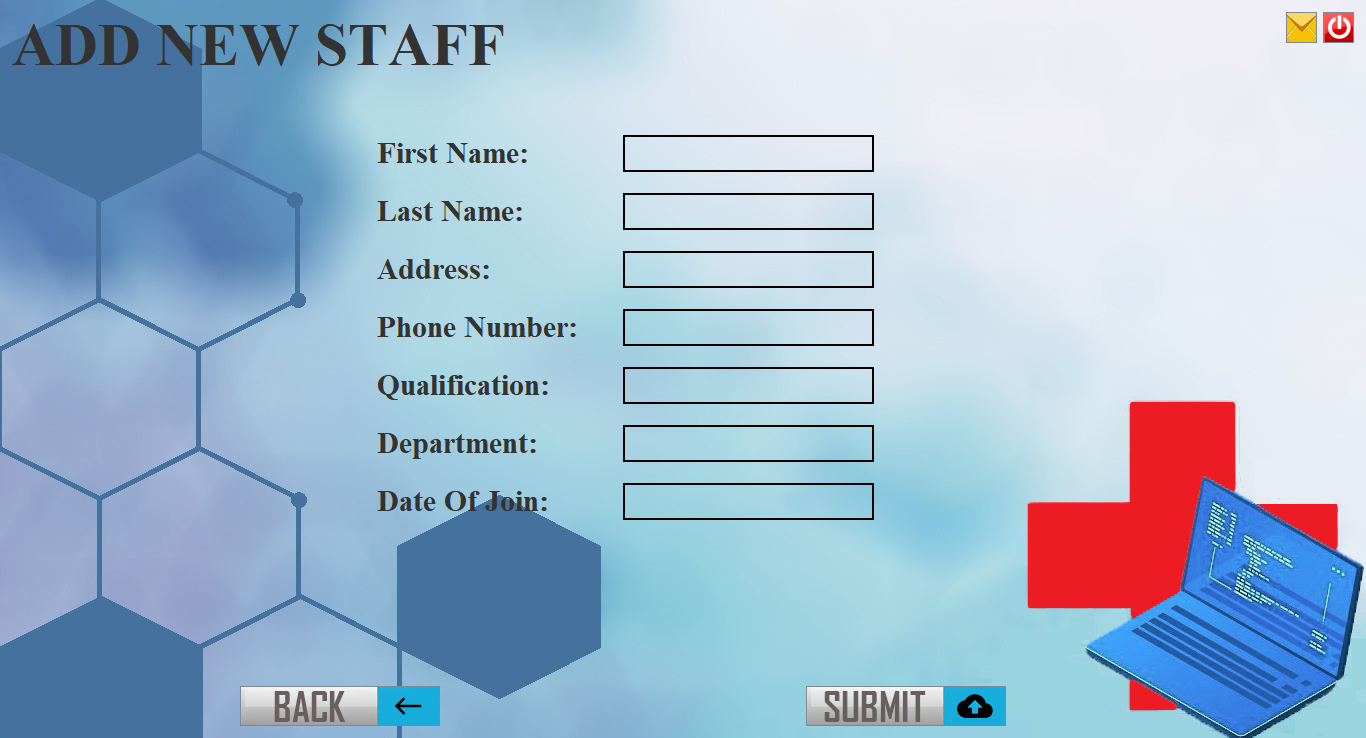 ADD NEW STAFF
First Name:
Last Name:
Address:
Phone Number:
Qualification:
Department:
Date Of Join:
BACK
SUBMIT